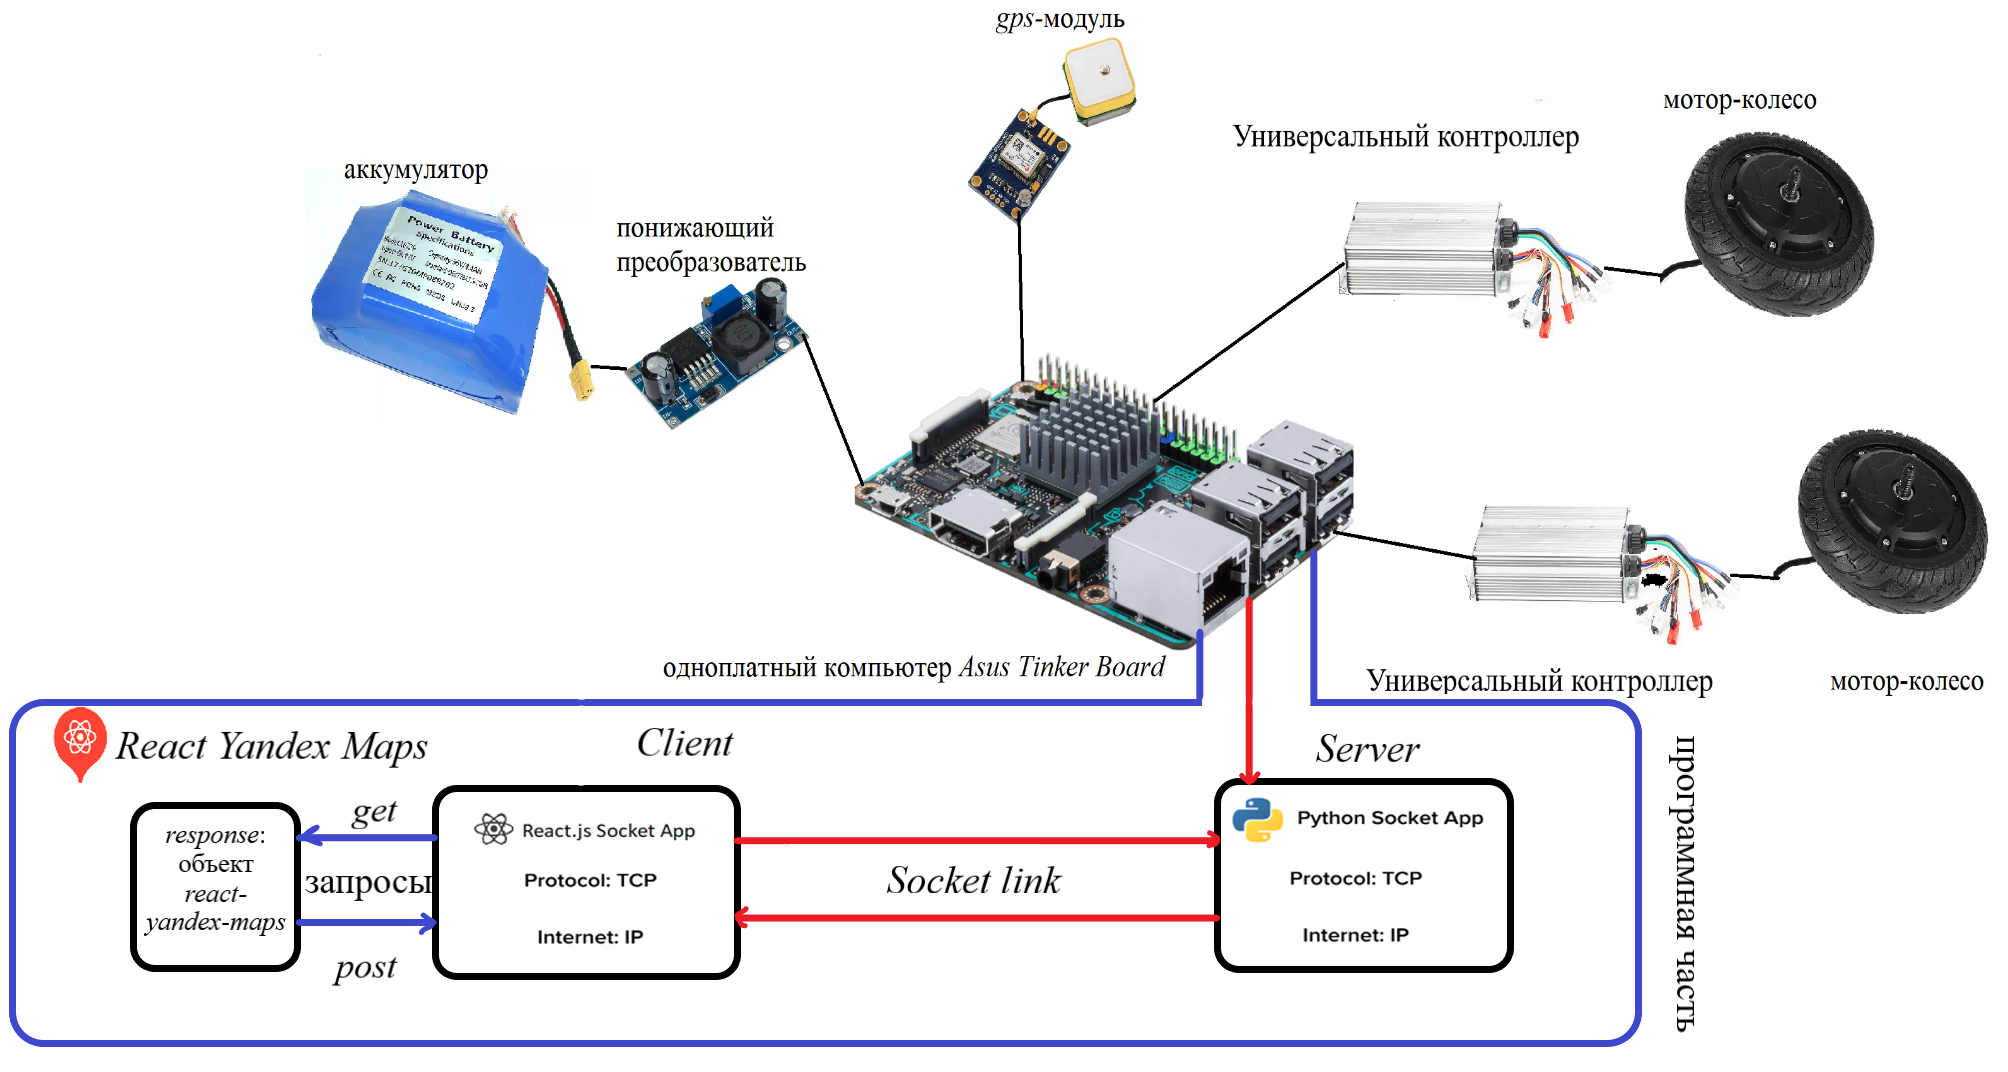 gps-модуль
мотор-колесо
Универсальный контроллер
аккумулятор
Power Battery
Specifications
понижающий
преобразователь
одноплатный компьютер Asus Tinker Board
Универсальный контроллер
мотор-колесо
React Yandex Maps
Client
Server
программная часть
get
response:
объект
react-
yandex-maps
запросы
post
React.js Socket App
Protocol: TCP
Internet: IP
Socket link
Python Socket App
Protocol: TCP
Internet: IP